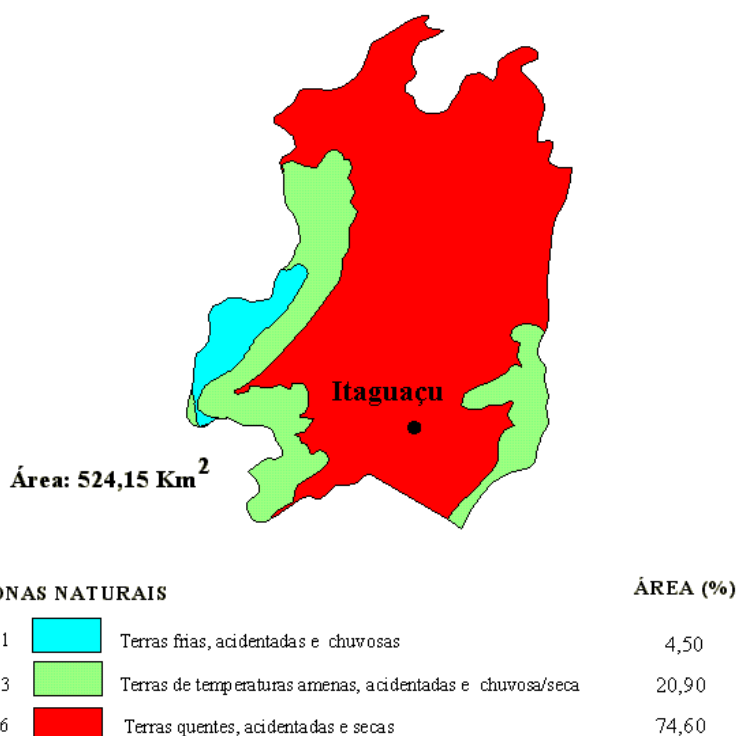 Itaguaçu
Área: 524,15 Km²
ONAS NATURAIS ÁREA (%)
1 Terras frias, acidentadas e chuvosas 4,50
3 Terras de temperaturas amenas, acidentadas e chuvosa/seca 20,90
6 Terras quentes, acidentadas e secas 74,60